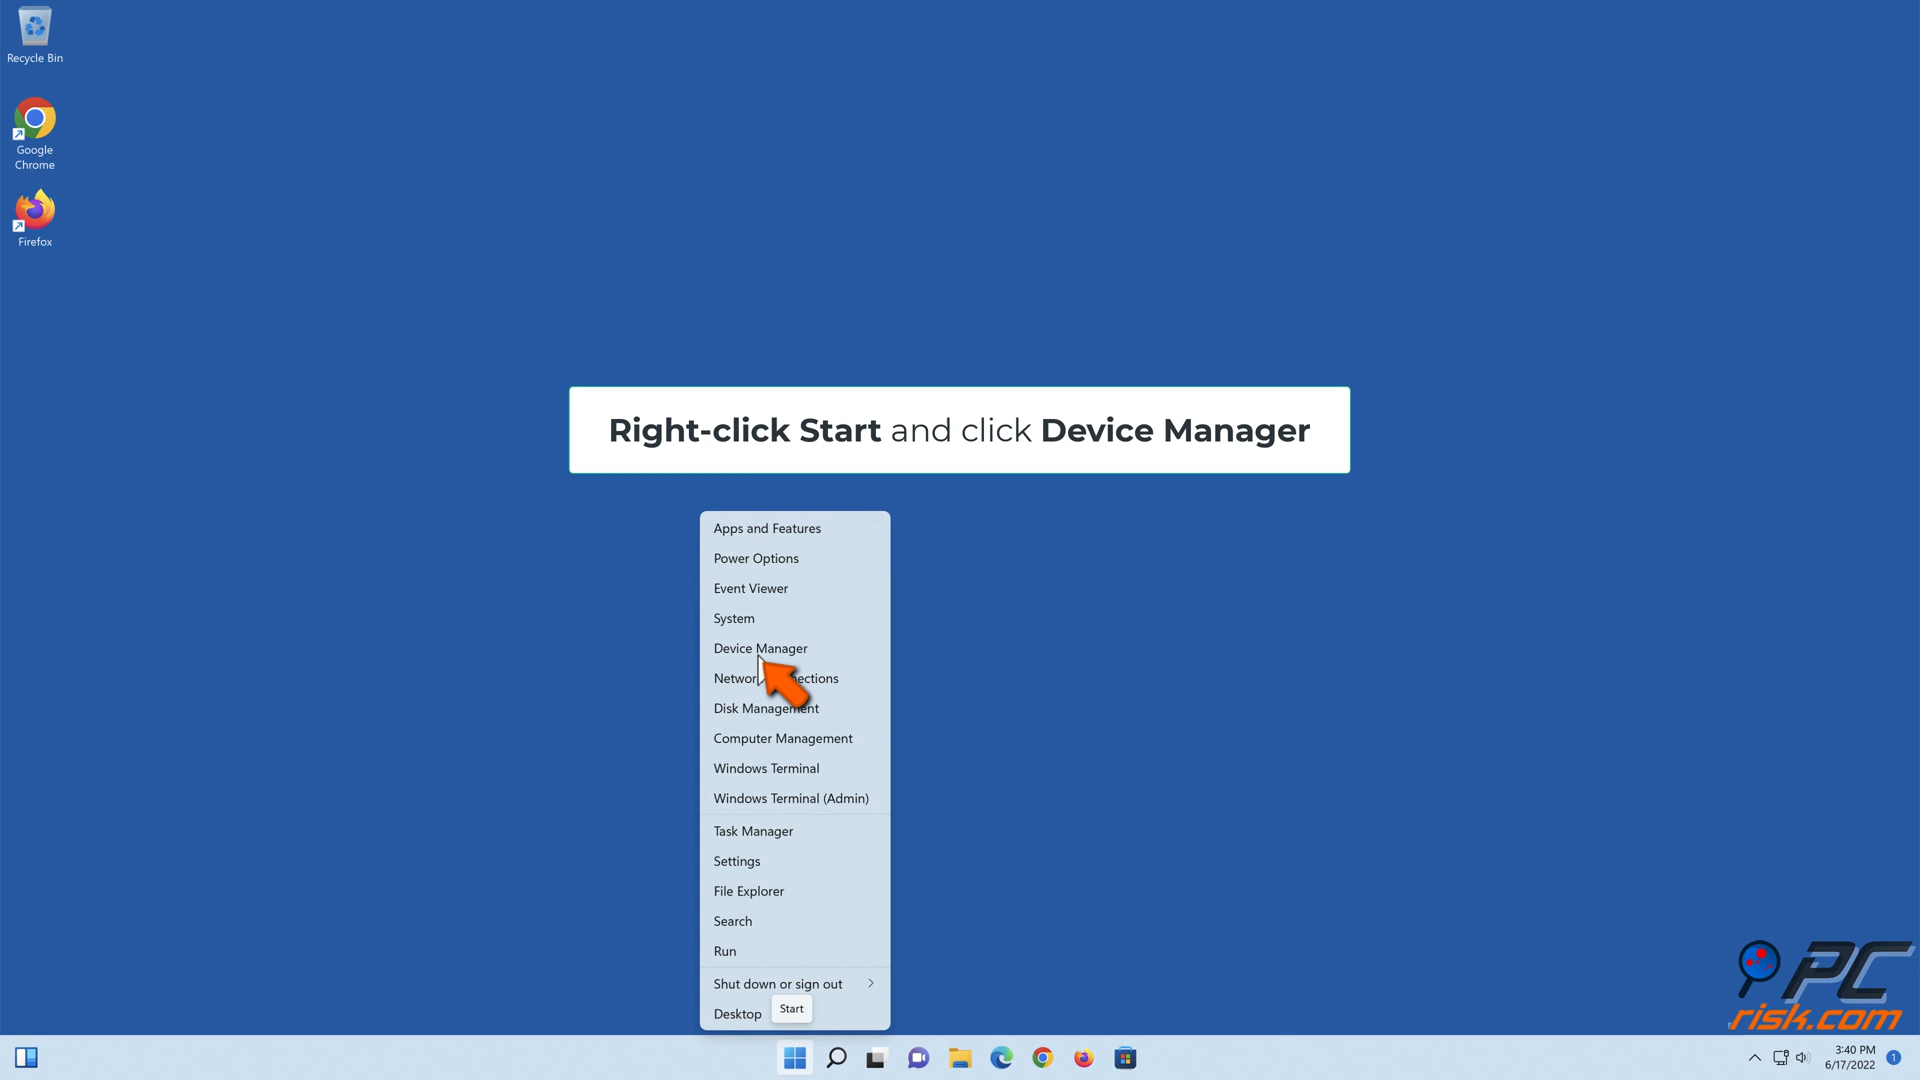 Recycle Bin
Google
Chrome
Firefox
Right-click Start and click Device Manager
Apps and Features
Power Options
Event Viewer
System
Device Manager
Disk Management
Computer Management
Windows Terminal
Windows Terminal (Admin)
Task Manager
Settings
File Explorer
Search
Run
Shut down or sign out
Desktop
Start
PC
risk.com
3:40 PM
6/17/2022
1